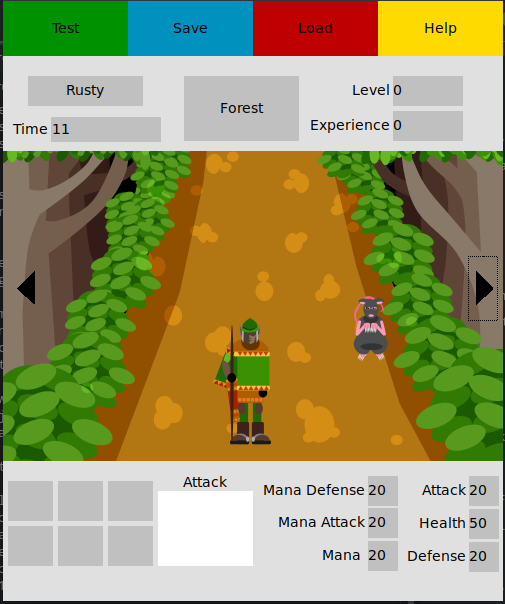 Test Save Load Help
Rusty
Forest
Level 0
Time 11
Experience 0
Attack
Mana Defense 20 Attack 20
Mana Attack 20 Health 50
Mana 20 Defense 20